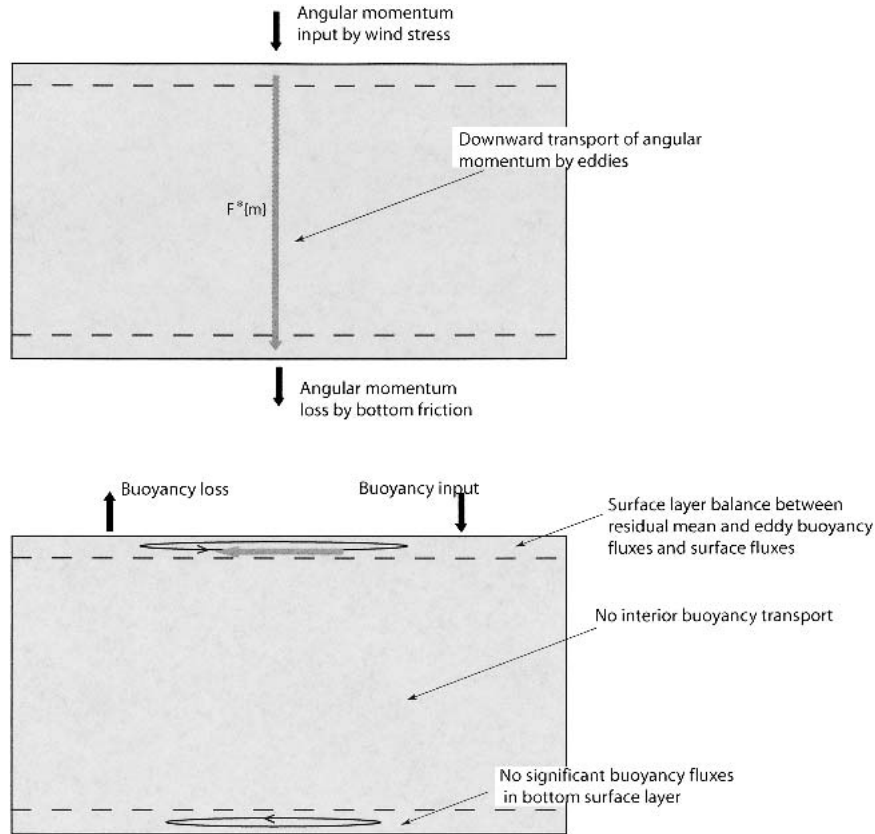 Angular momentum
input by wind stress
Downward transport of angular
momentum by eddies
F*[m]
Angular momentum
loss by bottom friction
Buoyancy loss
Buoyancy input
Surface layer balance between
residual mean and eddy buoyancy
fluxes and surface fluxes
No interior buoyancy transport
No significant buoyancy fluxes
in bottom surface layer